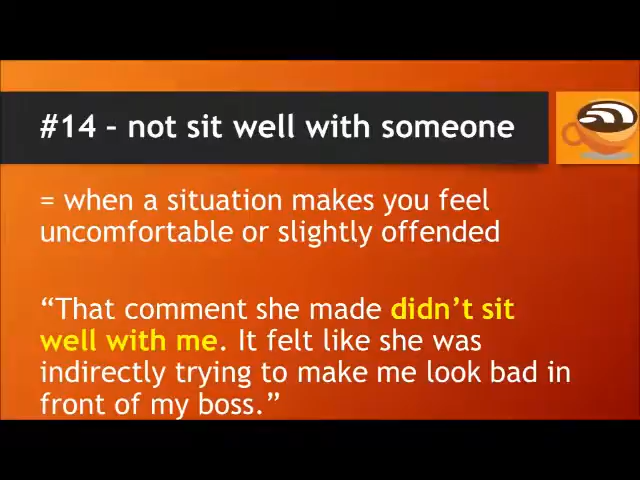 #14 – not sit well with someone
= when a situation makes you feel
uncomfortable or slightly offended
“That comment she made didn’t sit
well with me. It felt like she was
indirectly trying to make me look bad in
front of my boss.”